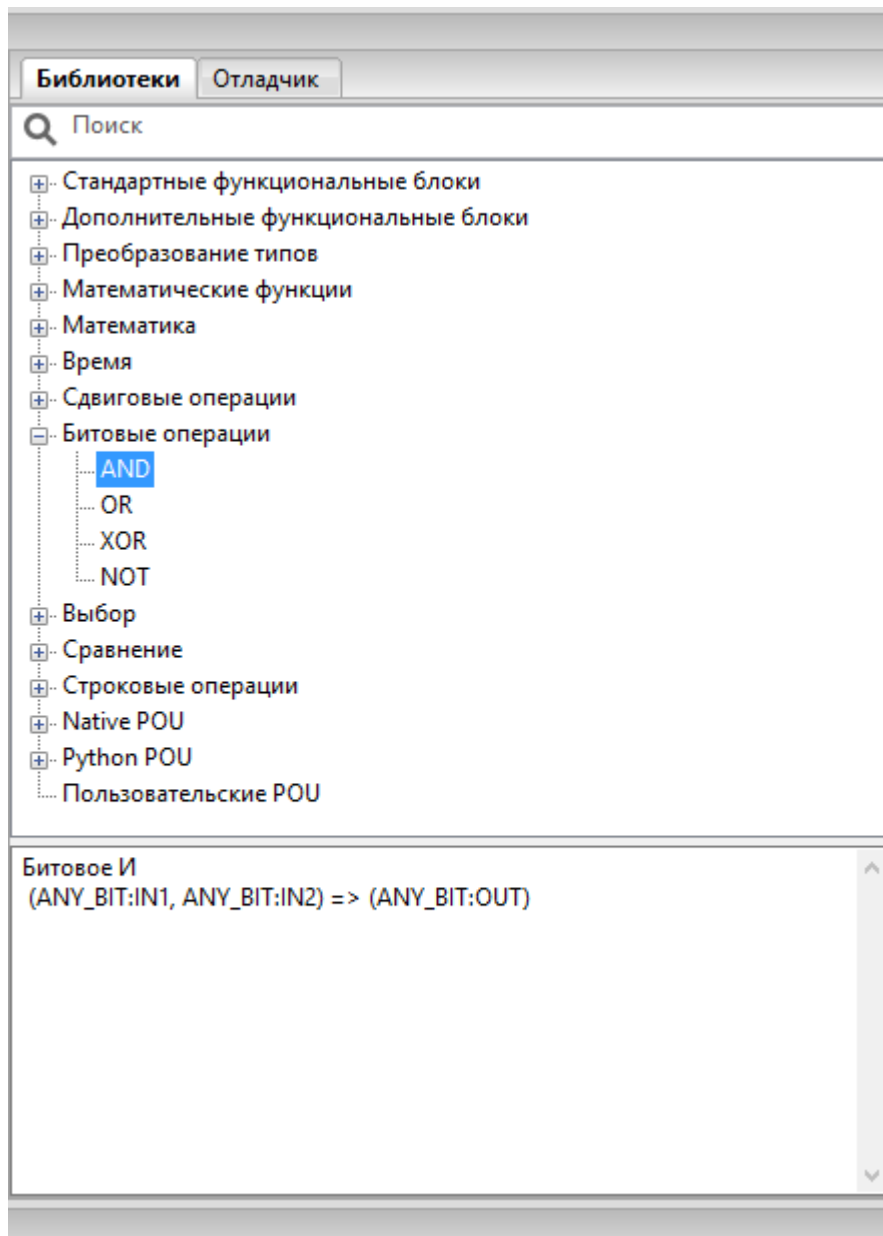 Библиотеки Отладчик
Поиск
Стандартные функциональные блоки
Дополнительные функциональные блоки
Преобразование типов
Математические функции
Математика
Время
Сдвиговые операции
Битовые операции
AND
OR
XOR
NOT
Выбор
Сравнение
Строковые операции
Native POU
Python POU
Пользовательские POU
Битовое И
(ANY_BIT:IN1, ANY_BIT:IN2) => (ANY_BIT:OUT)